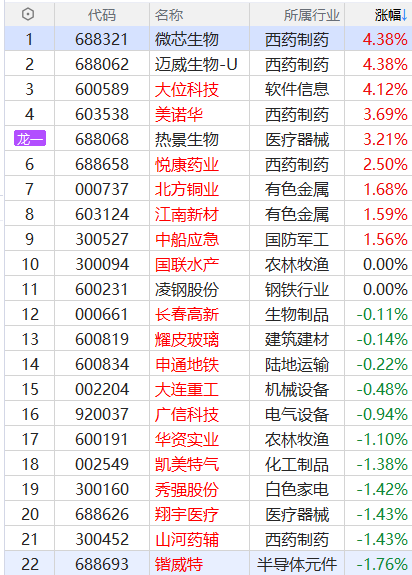 代码 名称 所属行业 涨幅↓
1 688321 微芯生物 西药制药 4.38%
2 688062 迈威生物-U 西药制药 4.38%
3 600589 大位科技 软件信息 4.12%
4 603538 美诺华 西药制药 3.69%
龙一 688068 热景生物 医疗器械 3.21%
6 688658 悦康药业 西药制药 2.50%
7 000737 北方铜业 有色金属 1.68%
8 603124 江南新材 有色金属 1.59%
9 300527 中船应急 国防军工 1.56%
10 300094 国联水产 农林牧渔 0.00%
11 600231 凌钢股份 钢铁行业 0.00%
12 000661 长春高新 生物制品 -0.11%
13 600819 耀皮玻璃 建筑建材 -0.14%
14 600834 申通地铁 陆地运输 -0.22%
15 002204 大连重工 机械设备 -0.48%
16 920037 广信科技 电气设备 -0.94%
17 600191 华资实业 农林牧渔 -1.10%
18 002549 凯美特气 化工制品 -1.38%
19 300160 秀强股份 白色家电 -1.42%
20 688626 翔宇医疗 医疗器械 -1.43%
21 300452 山河药辅 西药制药 -1.43%
22 688693 锴威特 半导体元件 -1.76%